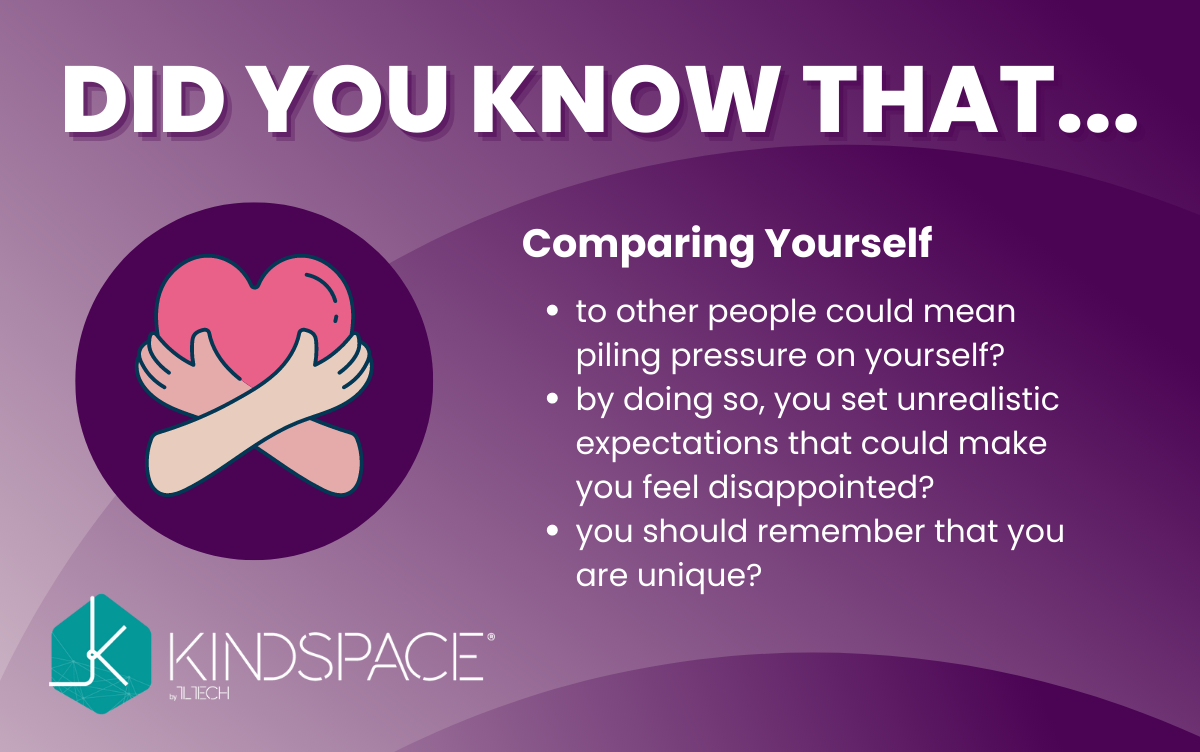 DID YOU KNOW THAT...
Comparing Yourself
• to other people could mean
piling pressure on yourself?
• by doing so, you set unrealistic
expectations that could make
you feel disappointed?
• you should remember that you
are unique?
KINDSPACE®
by TLTECH